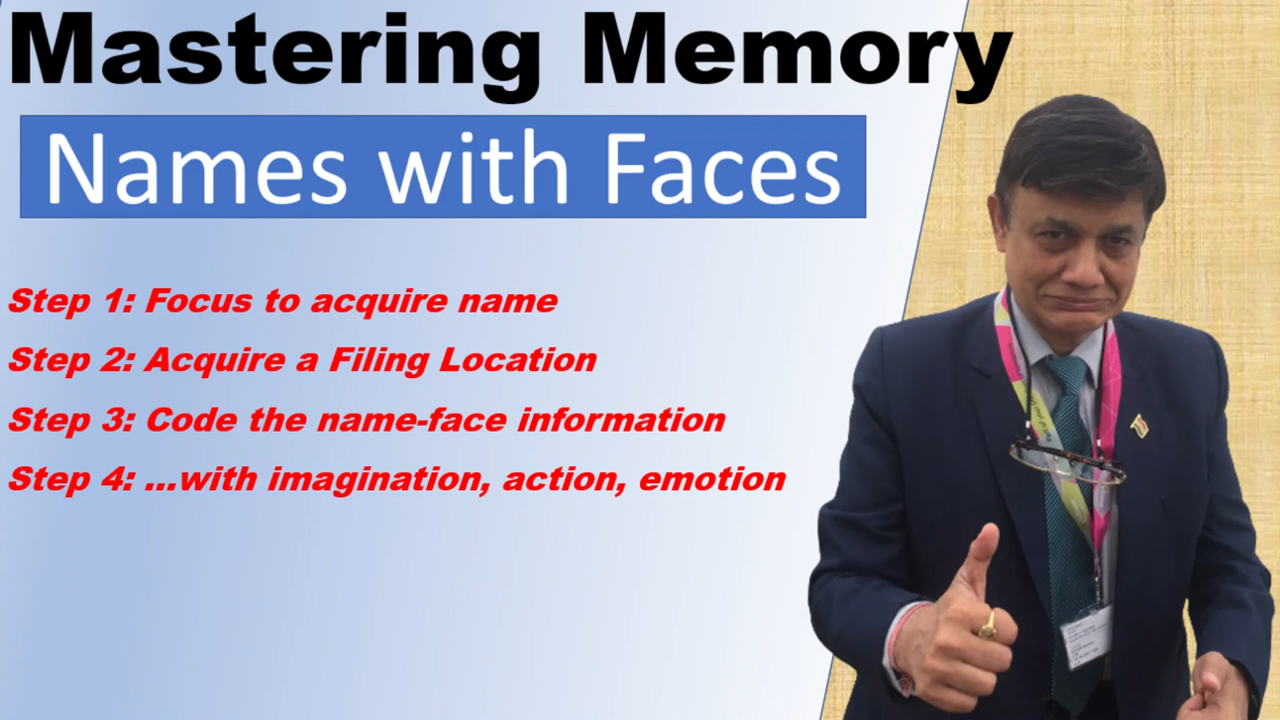 Mastering Memory
Names with Faces
Step 1: Focus to acquire name
Step 2: Acquire a Filing Location
Step 3: Code the name-face information
Step 4: ...with imagination, action, emotion